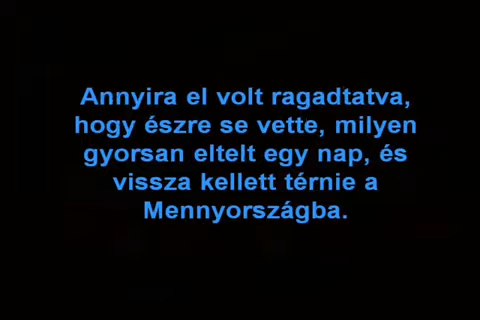 Annyira el volt ragadtatva,
hogy észre se vette, milyen
gyorsan eltelt egy nap, és
vissza kellett térnie a
Mennyországba.